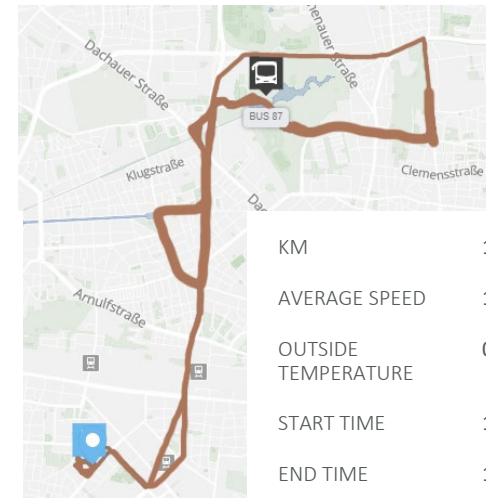 Dachauer Straße
BUS 87
Klugstraße
Clemensstraße
Arnulfstraße
KM
AVERAGE SPEED
OUTSIDE
TEMPERATURE
START TIME
END TIME